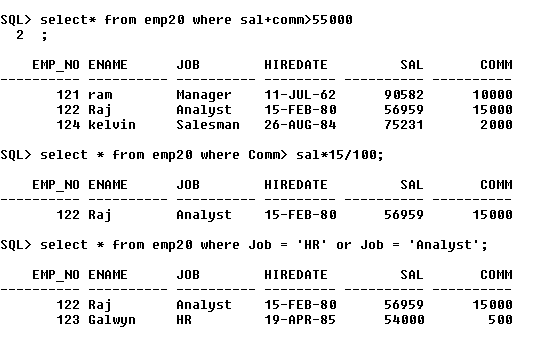 SQL> select* from emp20 where sal+comm>55000
  2  ;
    EMP_NO ENAME      JOB        HIREDATE         SAL       COMM
---------- ---------- ---------- --------- ---------- ----------
       121 ram        Manager    11-JUL-62      90582      10000
       122 Raj        Analyst    15-FEB-80      56959      15000
       124 kelvin     Salesman   26-AUG-84      75231       2000
SQL> select * from emp20 where Comm> sal*15/100;
    EMP_NO ENAME      JOB        HIREDATE         SAL       COMM
---------- ---------- ---------- --------- ---------- ----------
       122 Raj        Analyst    15-FEB-80      56959      15000
SQL> select * from emp20 where Job = 'HR' or Job = 'Analyst';
    EMP_NO ENAME      JOB        HIREDATE         SAL       COMM
---------- ---------- ---------- --------- ---------- ----------
       122 Raj        Analyst    15-FEB-80      56959      15000
       123 Galwyn     HR         19-APR-85      54000        500